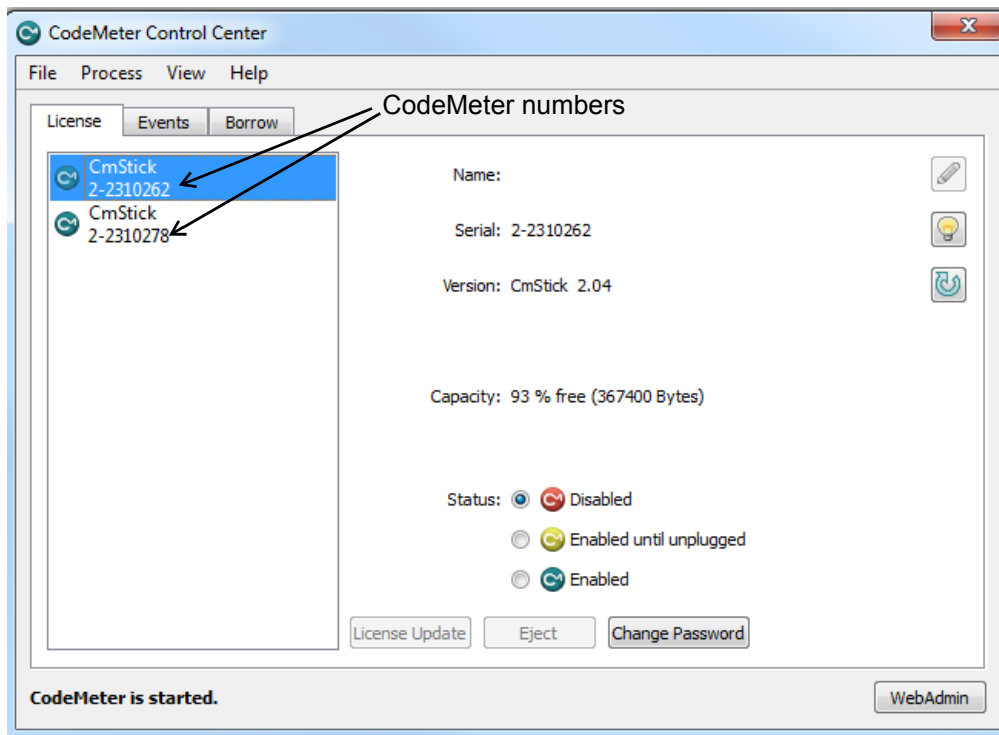 CodeMeter Control Center
File Process View Help
CodeMeter numbers
License Events Borrow
CmStick
2-2310262
CmStick
2-2310278
Name:
Serial: 2-2310262
Version: CmStick 2.04
Capacity: 93 % free (367400 Bytes)
Status: Disabled
Enabled until unplugged
Enabled
License Update Eject Change Password
CodeMeter is started.
WebAdmin